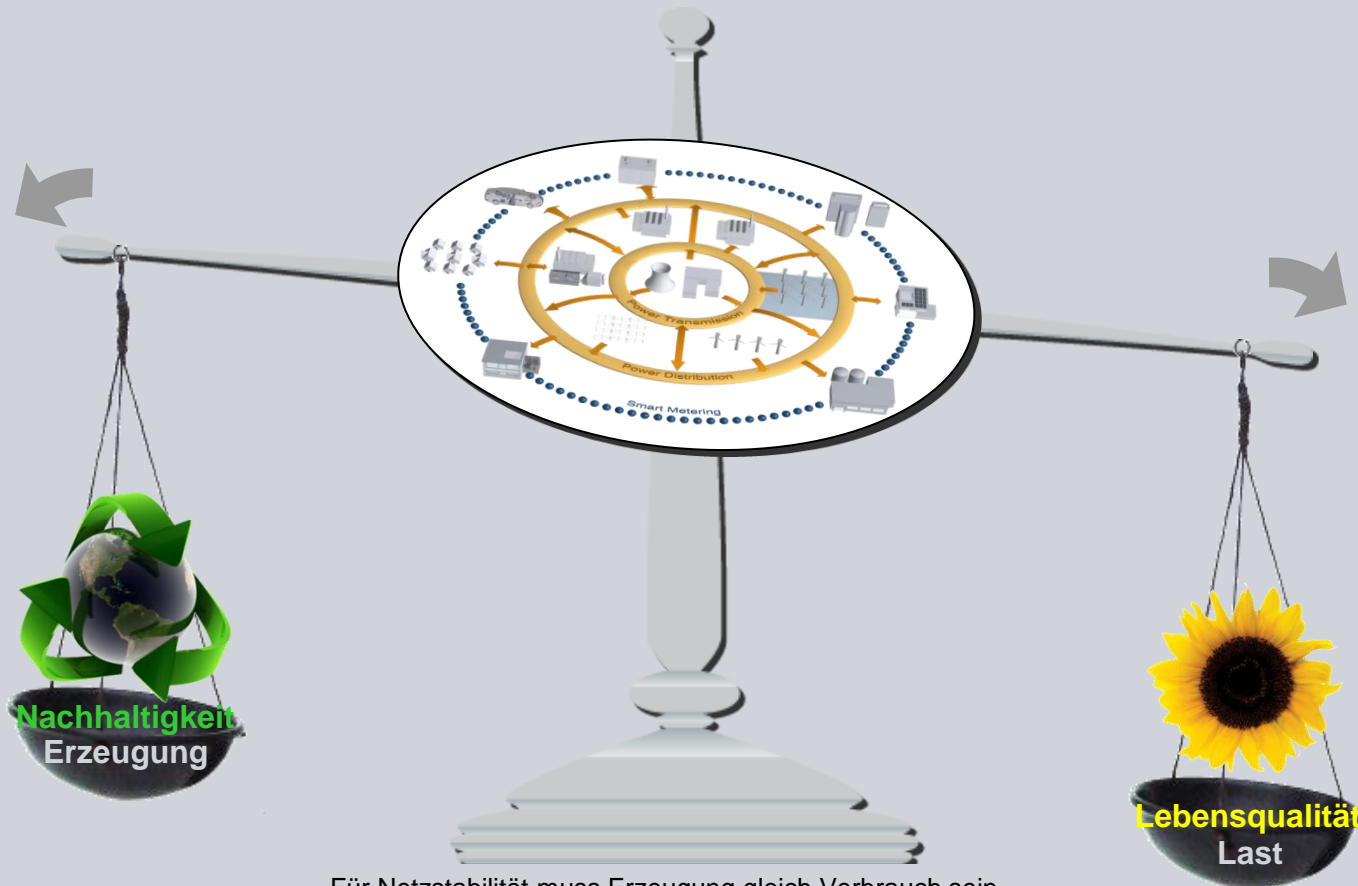 Power Transmission
Power Distribution
Smart Metering
Nachhaltigkeit
Erzeugung
Lebensqualität
Last
Für Netzstabilität muss Erzeugung gleich Verbrauch sein